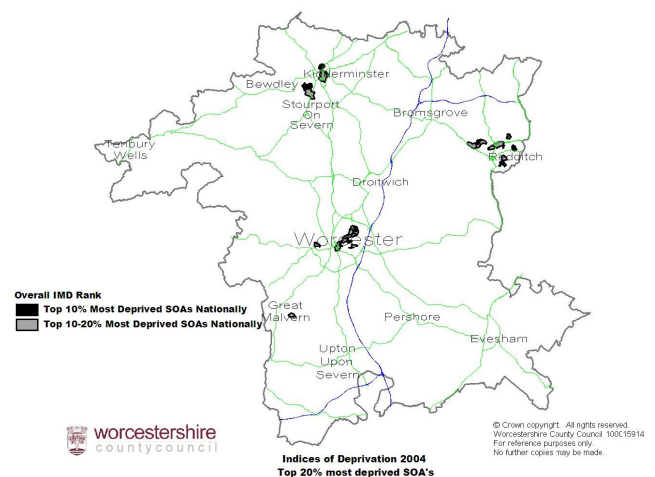 Kidderminster
Bewdley
Stourport
On
Severn
Bromsgrove
Tenbury
Wells
Redditch
Droitwich
Worcester
Overall IMD Rank
Top 10% Most Deprived SOAs Nationally
Top 10-20% Most Deprived SOAs Nationally
Great
Malvern
Pershore
Evesham
Upton
Upon
Severn
worcestershire
countycouncil
© Crown copyright. All rights reserved.
Worcestershire County Council 100015914
For reference purposes only.
No further copies may be made.
Indices of Deprivation 2004
Top 20% most deprived SOA's